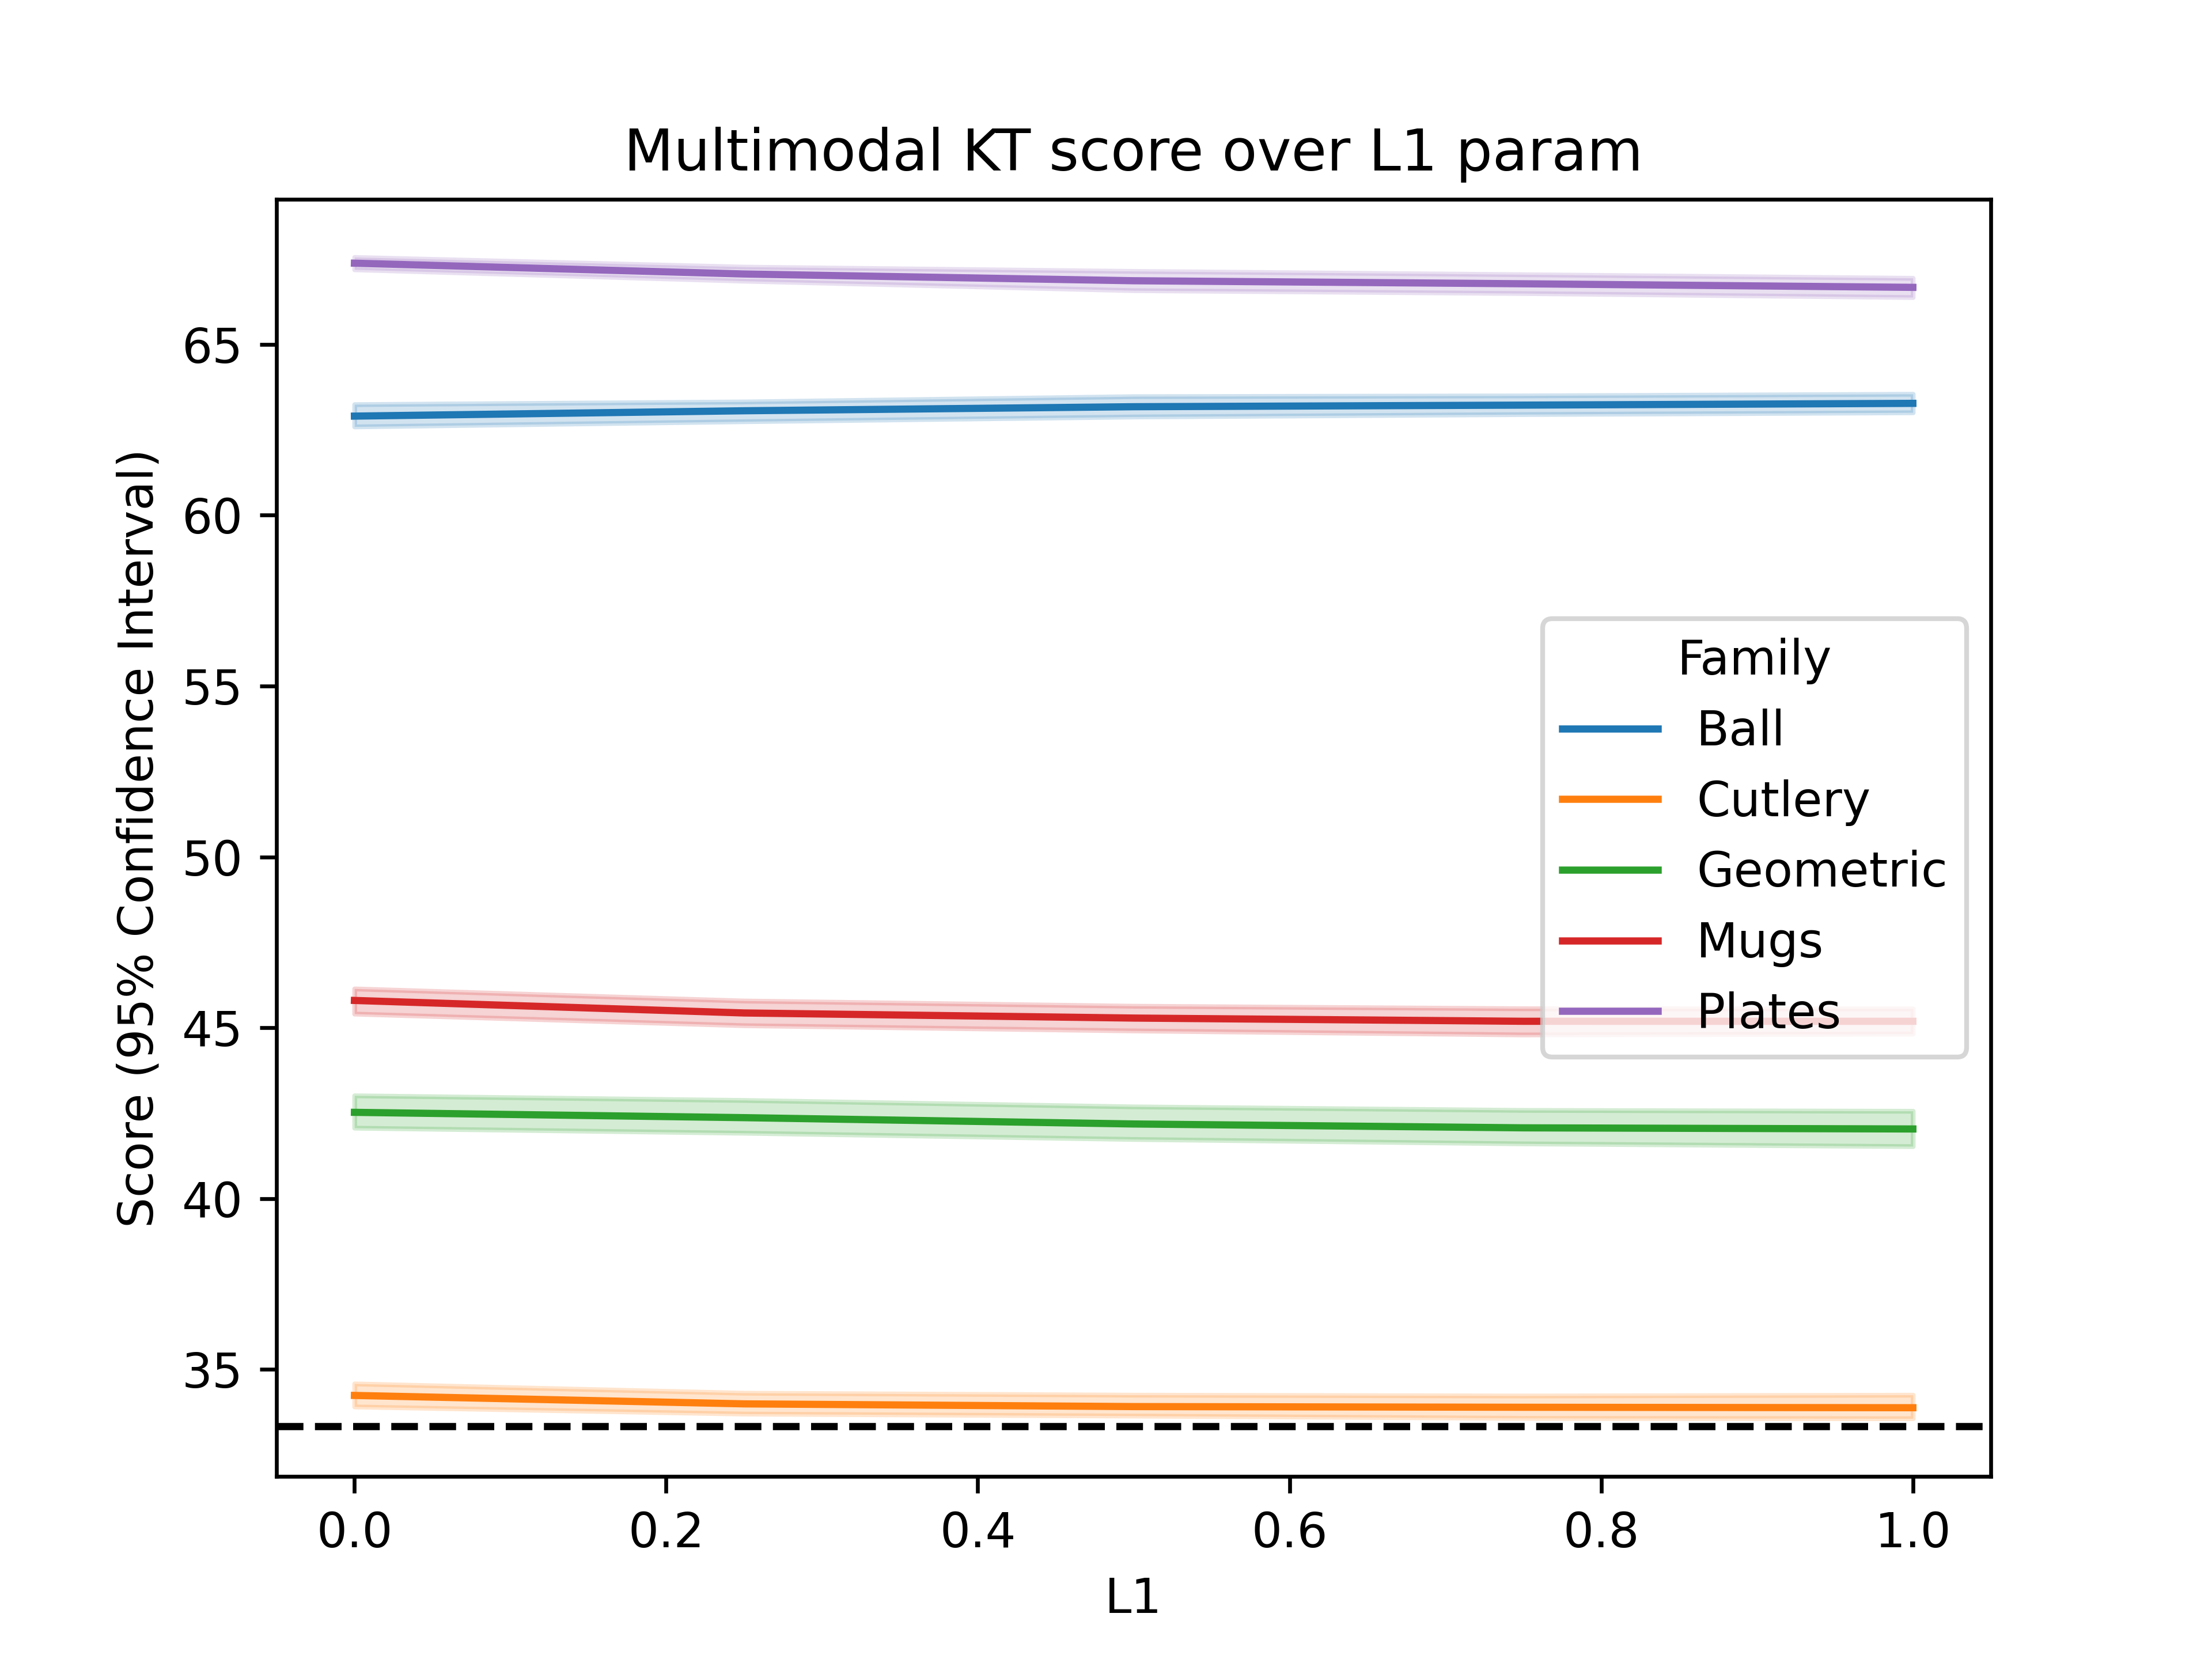 Multimodal KT score over L1 param
Score (95% Confidence Interval)
65
60
55
50
45
40
35
Family
Ball
Cutlery
Geometric
Mugs
Plates
0.0
0.2
0.4
0.6
0.8
1.0
L1